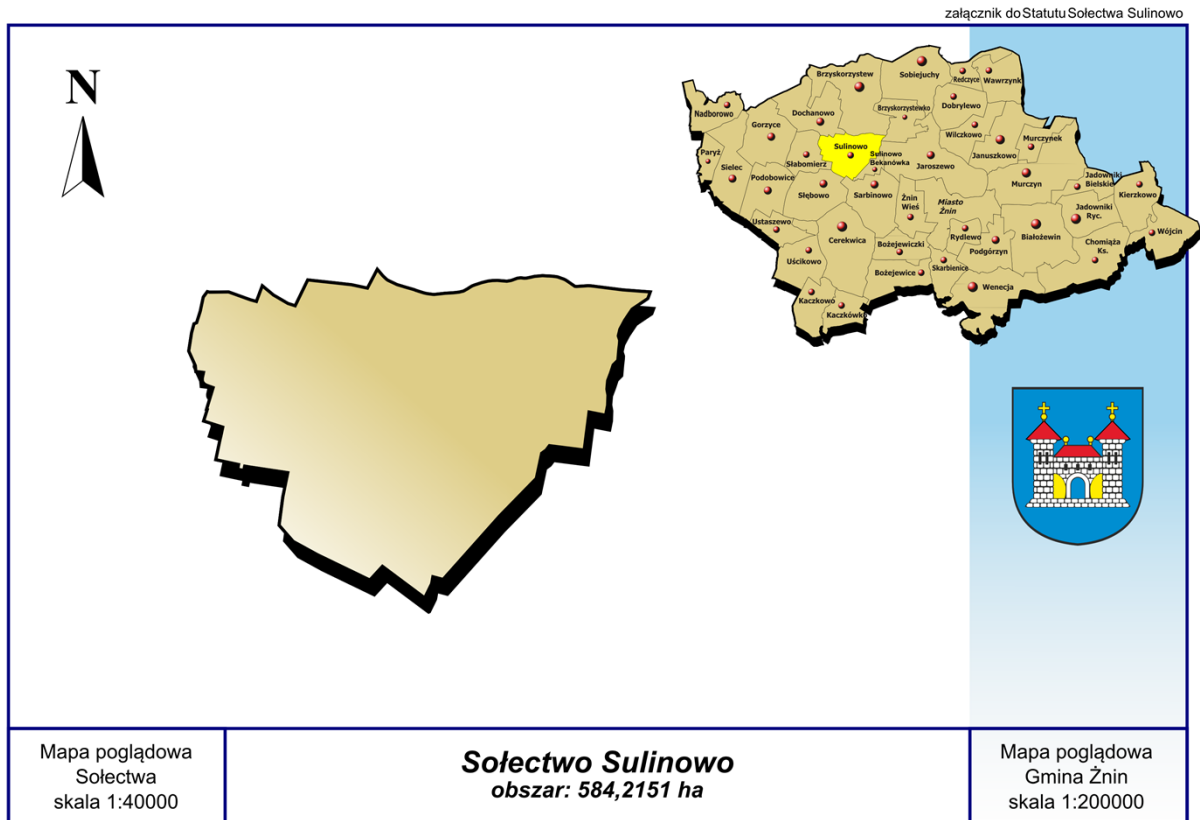 załącznik do Statutu Sołectwa Sulinowo
N
Brzyskorzystew
Sobiejuchy
Redczyce
Wawrzynk
Nadborowo
Dochanowo
Brzyskorzystewko
Dobrylewo
Gorzyce
Wilczkowo
Murczynek
Paryż
Słabomierz
Sulinowo
Sulinowo
Bekanówka
Jaroszewo
Januszkowo
Sielec
Podobowice
Słębowo
Sarbinowo
Żnin
Wieś
Miasto
Żnin
Murczyn
Jadowniki
Bielskie
Kierzkowo
Ustaszewo
Cerekwica
Rydlewo
Białożewin
Jadowniki
Ryc.
Wójcin
Uścikowo
Bożejewiczki
Podgórzyn
Chomiąża
Ks.
Bożejewice
Skarbienice
Wenecja
Kaczkowo
Kaczkówko
Mapa poglądowa
Sołectwa
skala 1:40000
Sołectwo Sulinowo
obszar: 584,2151 ha
Mapa poglądowa
Gmina Żnin
skala 1:200000